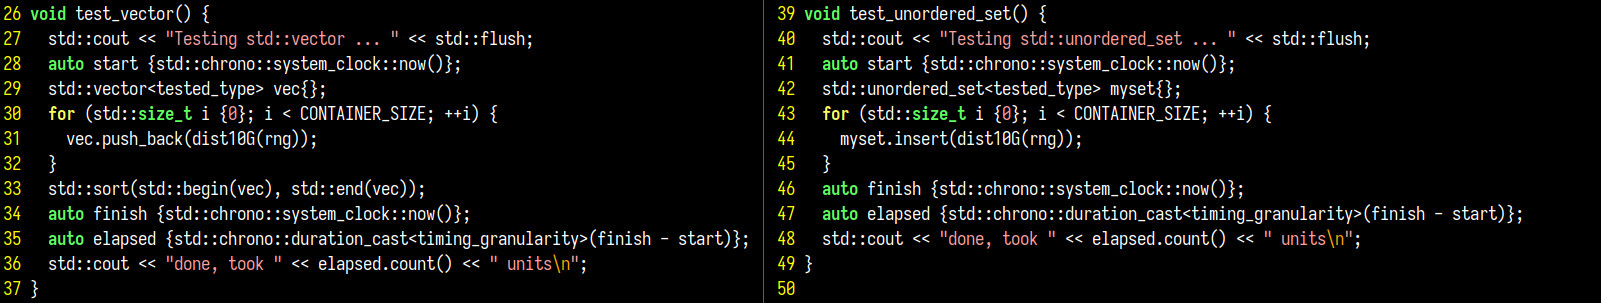 26 void test_vector() {
27   std::cout << "Testing std::vector ... " << std::flush;
28   auto start {std::chrono::system_clock::now()};
29   std::vector<tested_type> vec{};
30   for (std::size_t i {0}; i < CONTAINER_SIZE; ++i) {
31     vec.push_back(dist10G(rng));
32   }
33   std::sort(std::begin(vec), std::end(vec));
34   auto finish {std::chrono::system_clock::now()};
35   auto elapsed {std::chrono::duration_cast<timing_granularity>(finish - start)};
36   std::cout << "done, took " << elapsed.count() << " units\n";
37 }
39 void test_unordered_set() {
40   std::cout << "Testing std::unordered_set ... " << std::flush;
41   auto start {std::chrono::system_clock::now()};
42   std::unordered_set<tested_type> myset{};
43   for (std::size_t i {0}; i < CONTAINER_SIZE; ++i) {
44     myset.insert(dist10G(rng));
45   }
46   auto finish {std::chrono::system_clock::now()};
47   auto elapsed {std::chrono::duration_cast<timing_granularity>(finish - start)};
48   std::cout << "done, took " << elapsed.count() << " units\n";
49 }
50